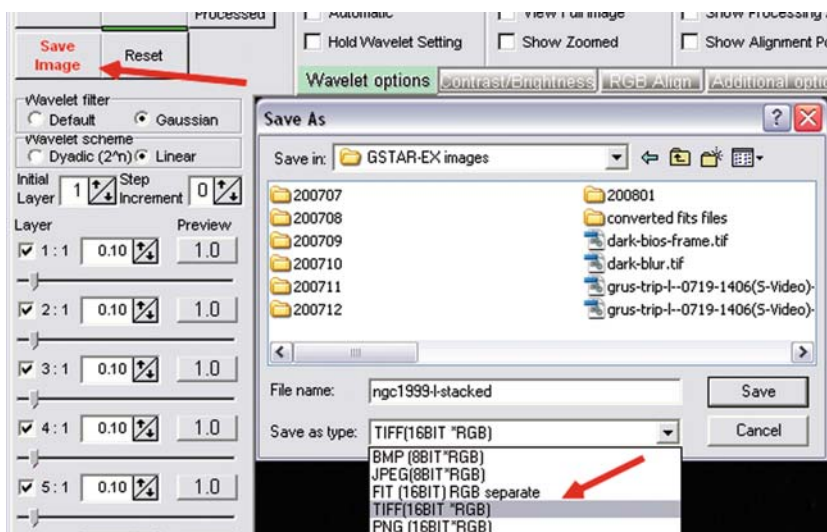 Processed
Automatic
View Full Image
Show Processing
Save Image
Reset
Hold Wavelet Setting
Show Zoomed
Show Alignment Po
Wavelet options
Contrast/Brightness
RGB Align
Additional optio
Wavelet filter
Default
Gaussian
Wavelet scheme
Dyadic (2^n)
Linear
Initial Layer
1
Step Increment
0
Layer
Preview
1 : 1
0.10
1.0
2 : 1
0.10
1.0
3 : 1
0.10
1.0
4 : 1
0.10
1.0
5 : 1
0.10
1.0
Save As
?
Save in:
GSTAR-EX images
200707
200708
200709
200710
200711
200712
200801
converted fits files
dark-bios-frame.tif
dark-blur.tif
grus-trip-l--0719-1406(S-Video)-
grus-trip-l--0719-1406(S-Video)-
File name:
ngc1999-l-stacked
Save
Save as type:
TIFF(16BIT *RGB)
Cancel
BMP (8BIT*RGB)
JPEG(8BIT*RGB)
FIT (16BIT) RGB separate
TIFF(16BIT *RGB)
PNG (16BIT*RGB)